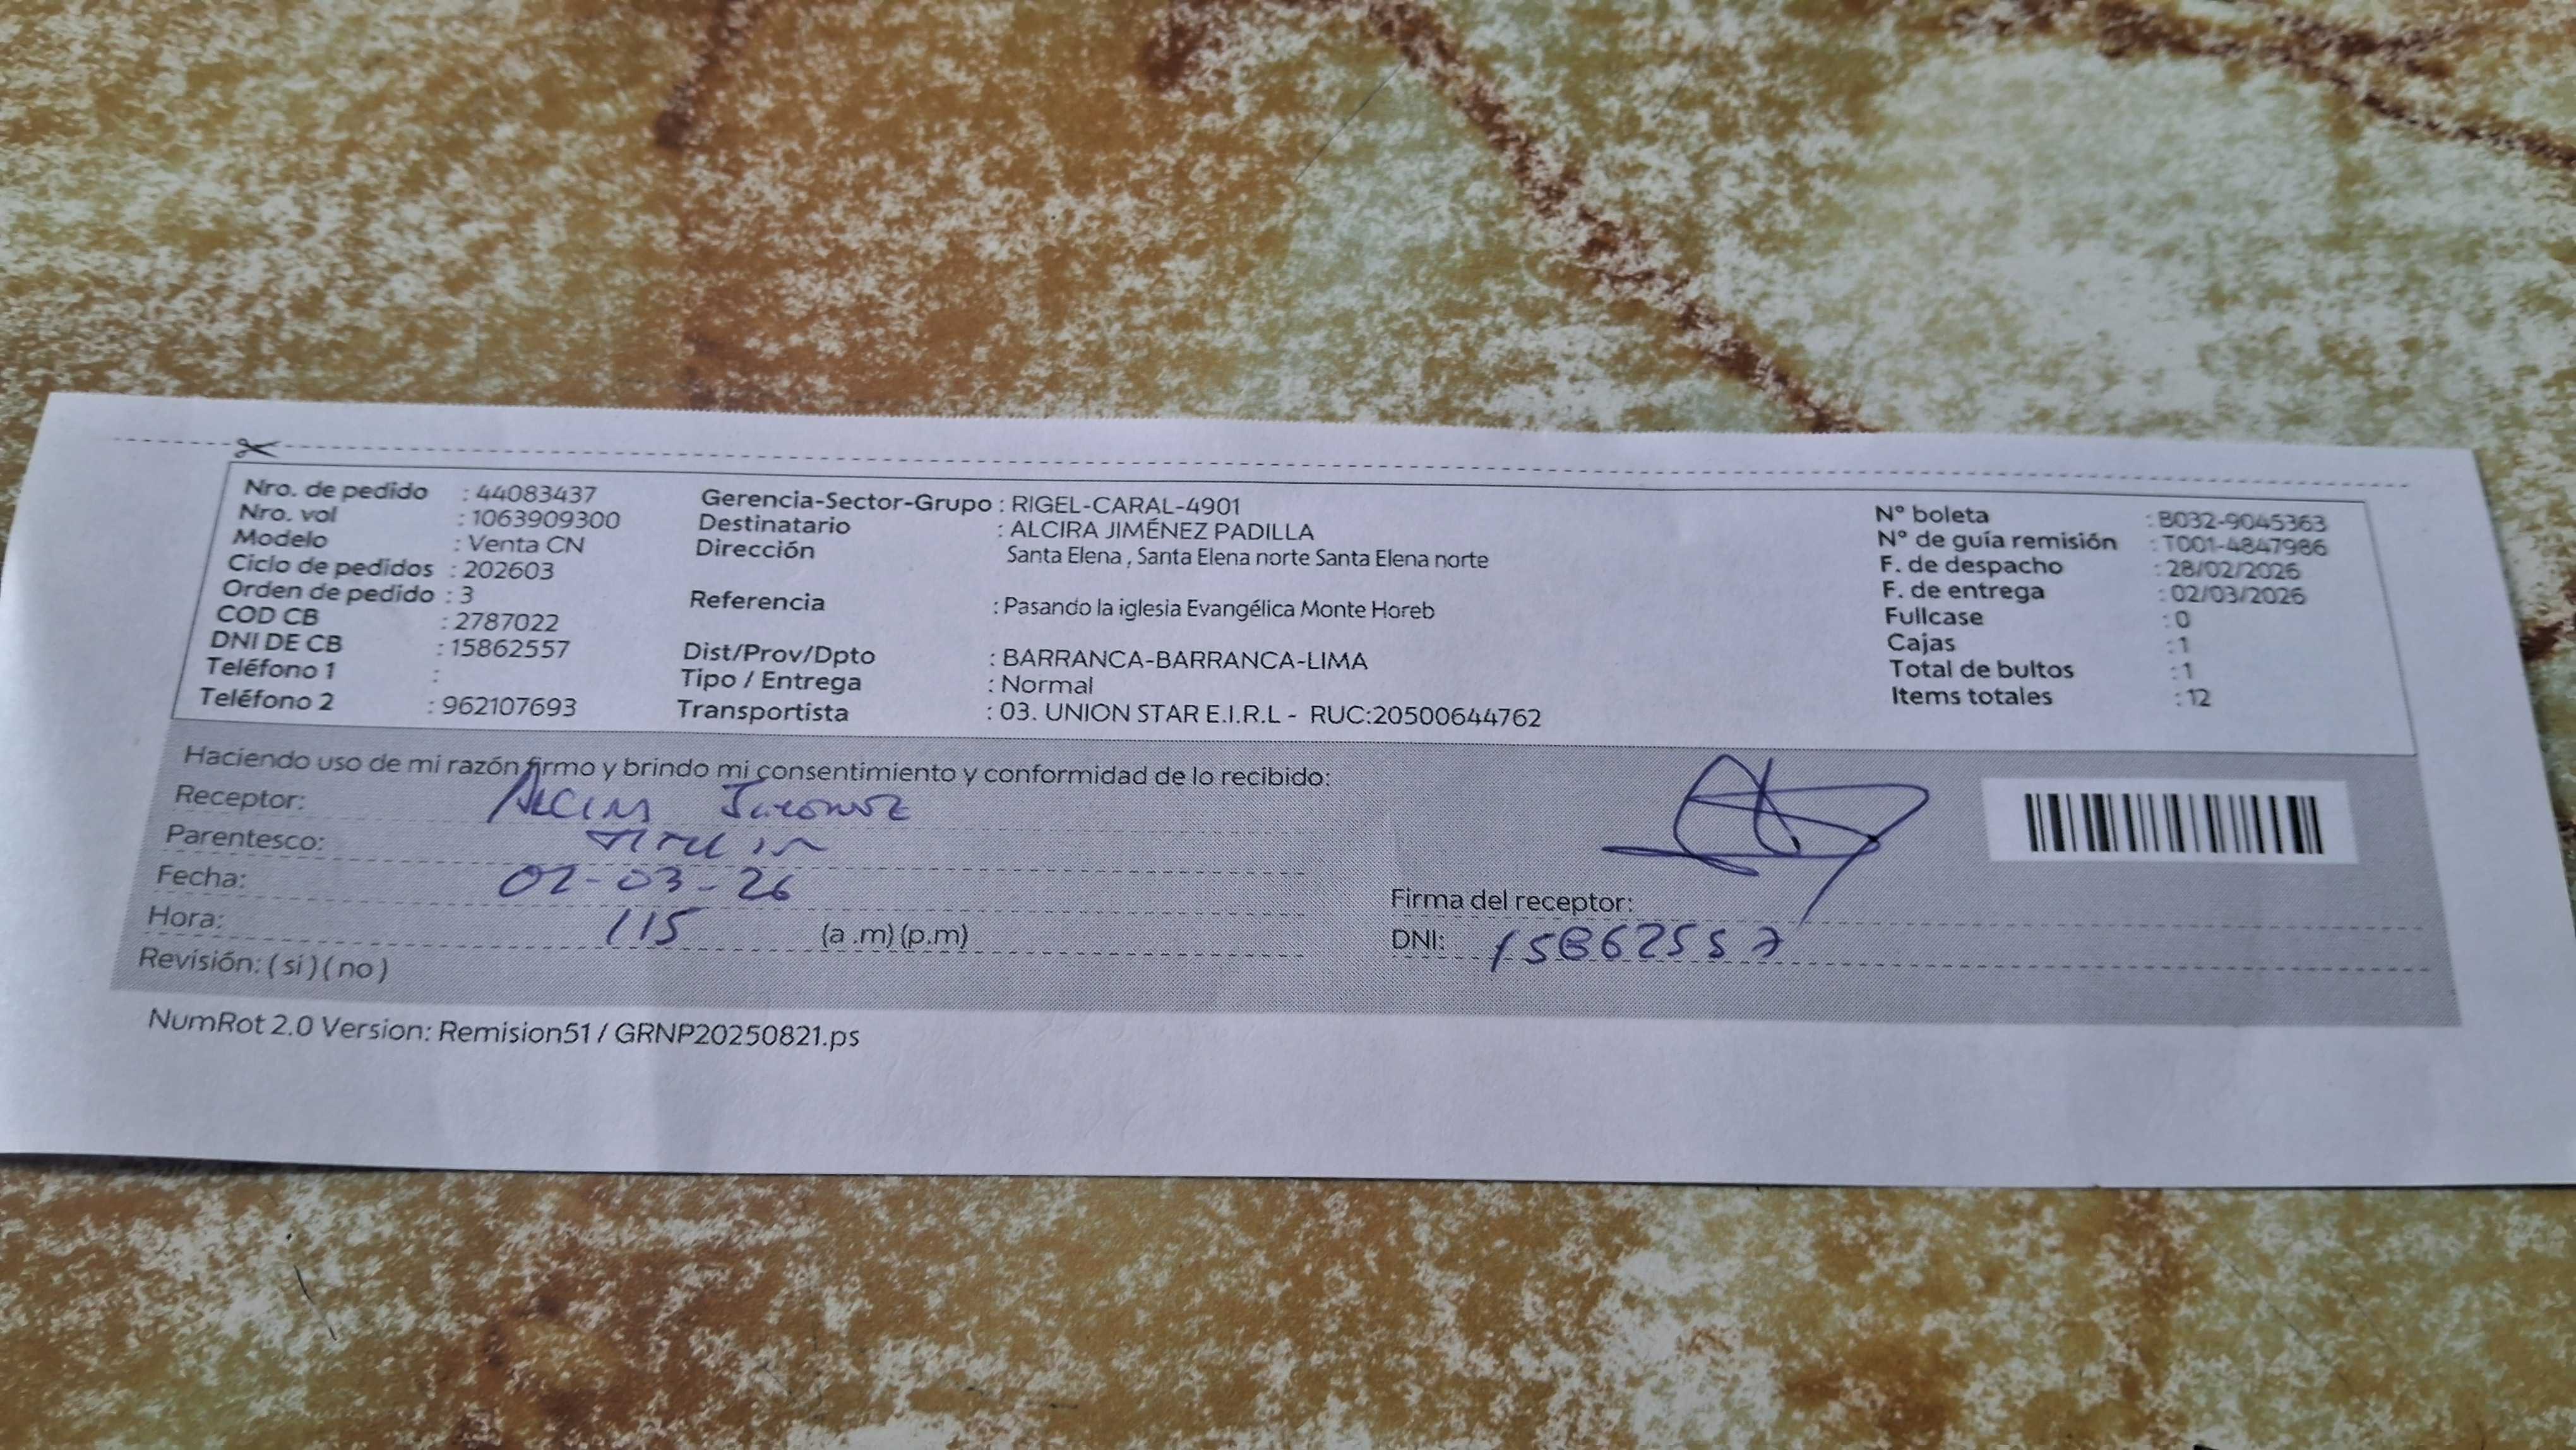 Nro. de pedido : 44083437
Nro. vol : 1063909300
Modelo : Venta CN
Ciclo de pedidos : 202603
Orden de pedido : 3
COD CB : 2787022
DNI DE CB : 15862557
Teléfono 1 :
Teléfono 2 : 962107693
Gerencia-Sector-Grupo : RIGEL-CARAL-4901
Destinatario : ALCIRA JIMÉNEZ PADILLA
Dirección Santa Elena , Santa Elena norte Santa Elena norte
Referencia : Pasando la iglesia Evangélica Monte Horeb
Dist/Prov/Dpto : BARRANCA-BARRANCA-LIMA
Tipo / Entrega : Normal
Transportista : 03. UNION STAR E.I.R.L - RUC:20500644762
N° boleta : B032-9045363
N° de guía remisión : T001-4847986
F. de despacho : 28/02/2026
F. de entrega : 02/03/2026
Fullcase : 0
Cajas : 1
Total de bultos : 1
Items totales : 12
Haciendo uso de mi razón firmo y brindo mi consentimiento y conformidad de lo recibido:
Receptor:
Parentesco:
Fecha: 02-03-26
Hora: 115 (a .m) (p.m)
Revisión: ( si ) ( no )
Firma del receptor:
DNI: 15862557
NumRot 2.0 Version: Remision51 / GRNP20250821.ps